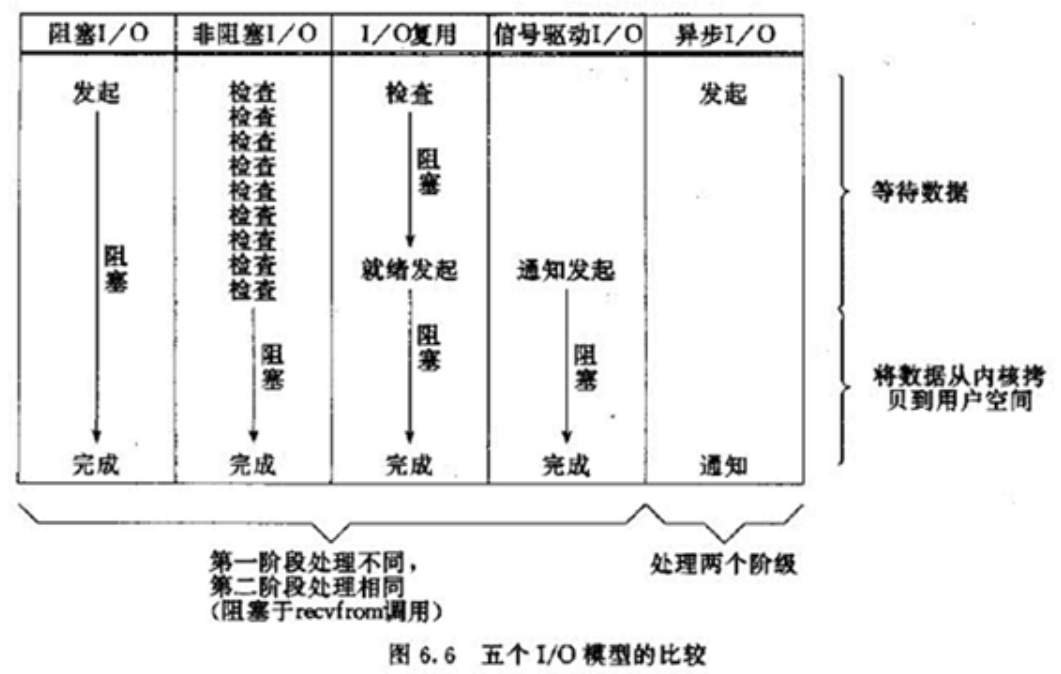 阻塞I/O 非阻塞I/O I/O复用 信号驱动I/O 异步I/O
发起 检查 检查 发起
检查
检查
检查
检查
检查
检查
检查
检查
阻塞
阻塞
就绪发起 通知发起
阻塞
阻塞
阻塞
完成 完成 完成 完成 通知
等待数据
将数据从内核拷
贝到用户空间
第一阶段处理不同，
第二阶段处理相同
（阻塞于recvfrom调用）
处理两个阶级
图 6.6 五个 I/O 模型的比较